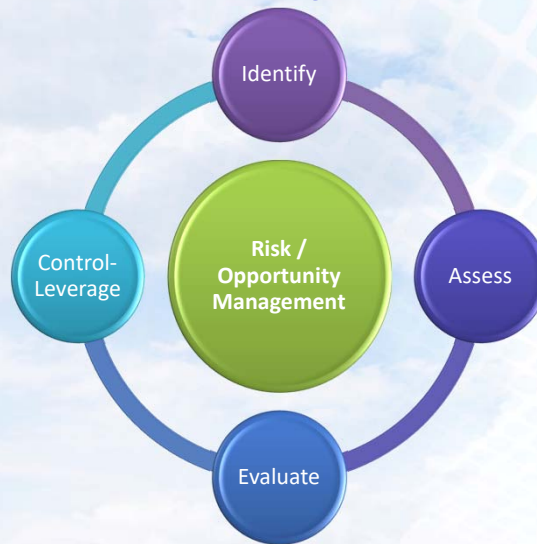 Identify
Control-
Leverage
Risk /
Opportunity
Management
Assess
Evaluate